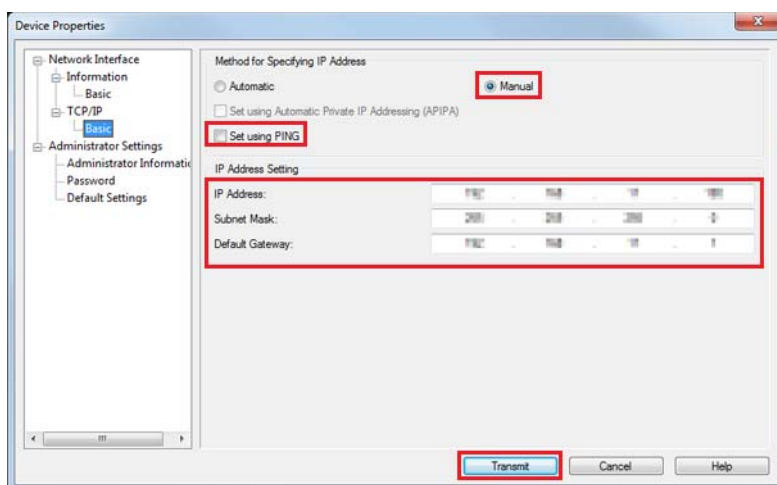 Device Properties
Network Interface
Information
Basic
TCP/IP
Basic
Administrator Settings
Administrator Informatic
Password
Default Settings
Method for Specifying IP Address
Automatic
Manual
Set using Automatic Private IP Addressing (APIPA)
Set using PING
IP Address Setting
IP Address:
Subnet Mask:
Default Gateway:
Transmit
Cancel
Help